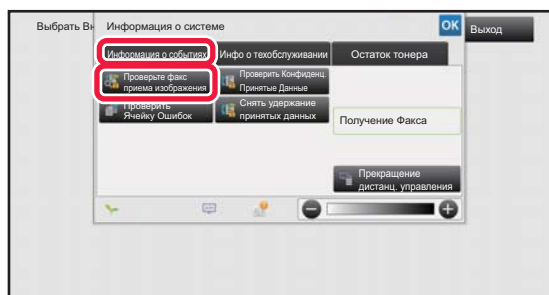 Выбрать Вн
Информация о системе
OK
Выход
Информация о событиях
Инфо о техобслуживании
Остаток тонера
Проверьте факс
приема изображения
Проверить Конфиденц.
Принятые Данные
Проверить
Ячейку Ошибок
Снять удержание
принятых данных
Получение Факса
Прекращение
дистанц. управления